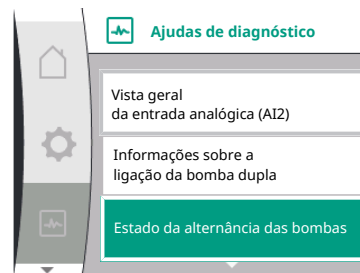 Ajudas de diagnóstico
Vista geral
da entrada analógica (AI2)
Informações sobre a
ligação da bomba dupla
Estado da alternância das bombas